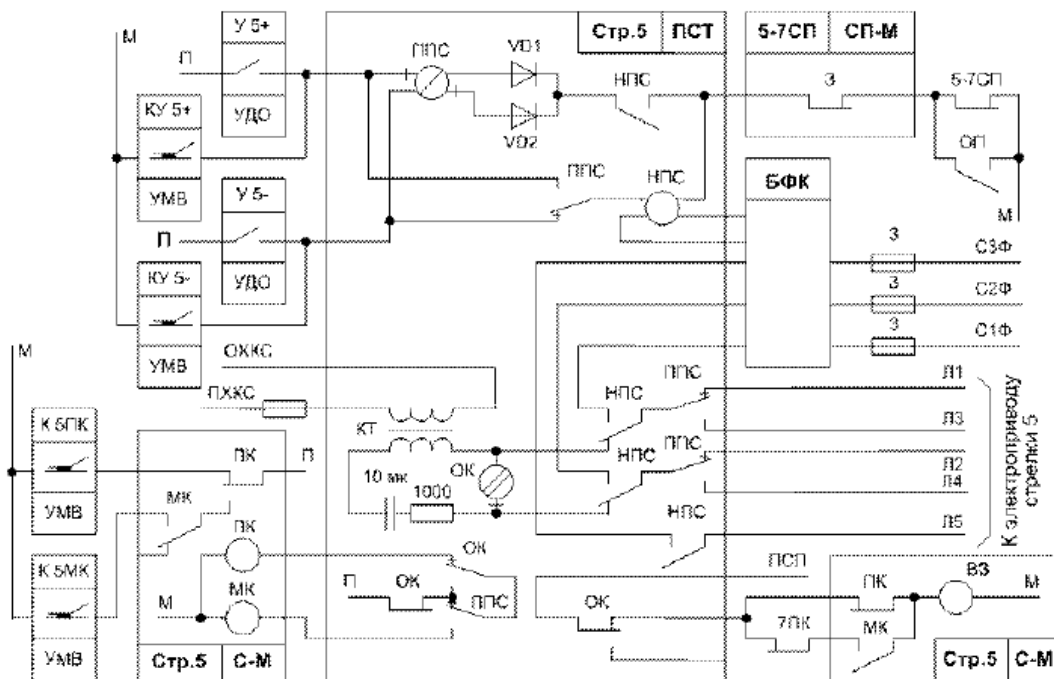 М
П
У 5+
УДО
КУ 5+
УМВ
У 5-
УДО
П
КУ 5-
УМВ
ППС
VD1
VD2
НПС
Стр.5 ПСТ
5-7СП СП-М
З
5-7СП
ОП
М
ППС
НПС
БФК
З
С3Ф
З
С2Ф
З
С1Ф
М
ОХКС
ПХКС
КТ
10 мк
1000
ОК
НПС
ППС
Л1
Л3
НПС
ППС
Л2
Л4
НПС
Л5
К электроприводу
стрелки 5
К 5ПК
УМВ
К 5МК
УМВ
ПК
П
МК
ПК
МК
М
Стр.5 С-М
П
ОК
ОК
ППС
ПСП
ОК
ПК
7ПК
МК
ВЗ
М
Стр.5 С-М